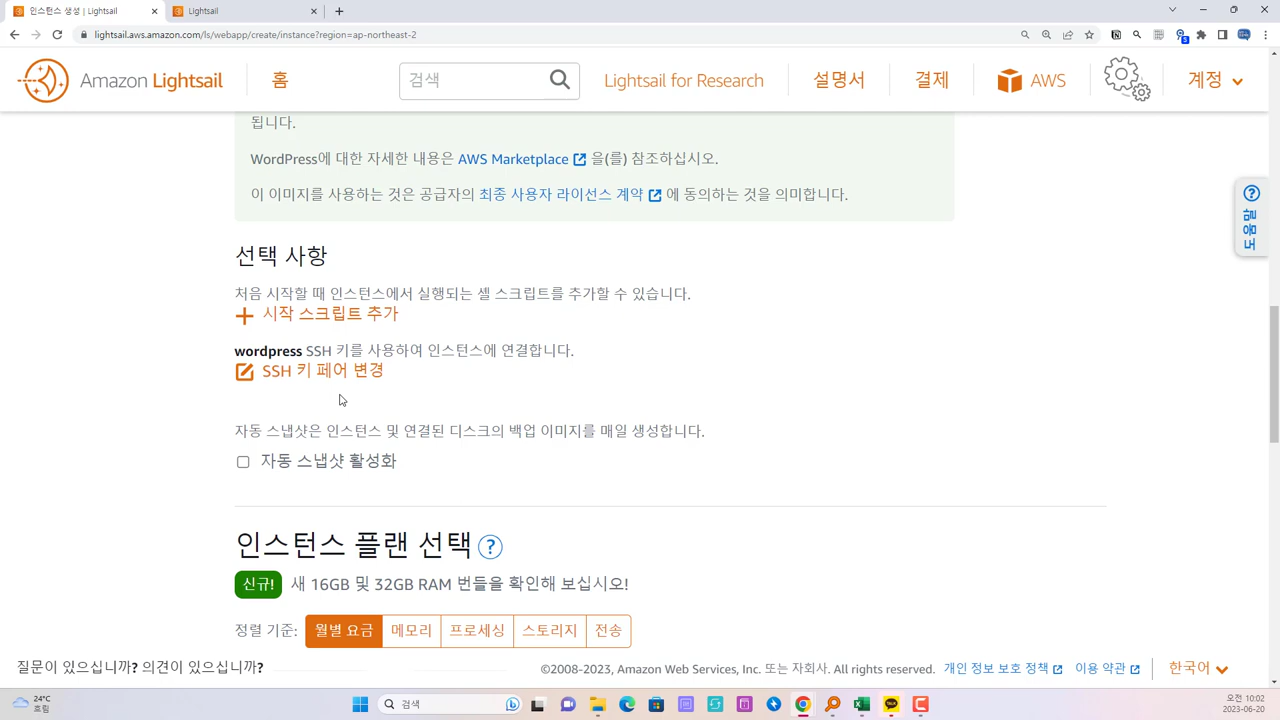 인스턴스 생성 | Lightsail
Lightsail
lightsail.aws.amazon.com/ls/webapp/create/instance?region=ap-northeast-2
Amazon Lightsail
홈
검색
Lightsail for Research
설명서
결제
AWS
계정
됩니다.
WordPress에 대한 자세한 내용은 AWS Marketplace 을(를) 참조하십시오.
이 이미지를 사용하는 것은 공급자의 최종 사용자 라이선스 계약 에 동의하는 것을 의미합니다.
도움말
선택 사항
처음 시작할 때 인스턴스에서 실행되는 셸 스크립트를 추가할 수 있습니다.
시작 스크립트 추가
wordpress SSH 키를 사용하여 인스턴스에 연결합니다.
SSH 키 페어 변경
자동 스냅샷은 인스턴스 및 연결된 디스크의 백업 이미지를 매일 생성합니다.
자동 스냅샷 활성화
인스턴스 플랜 선택 ?
신규! 새 16GB 및 32GB RAM 번들을 확인해 보십시오!
정렬 기준: 월별 요금 메모리 프로세싱 스토리지 전송
질문이 있으십니까? 의견이 있으십니까?
©2008-2023, Amazon Web Services, Inc. 또는 자회사. All rights reserved. 개인 정보 보호 정책 이용 약관 한국어
24°C
흐림
검색
오전 10:02
2023-06-20